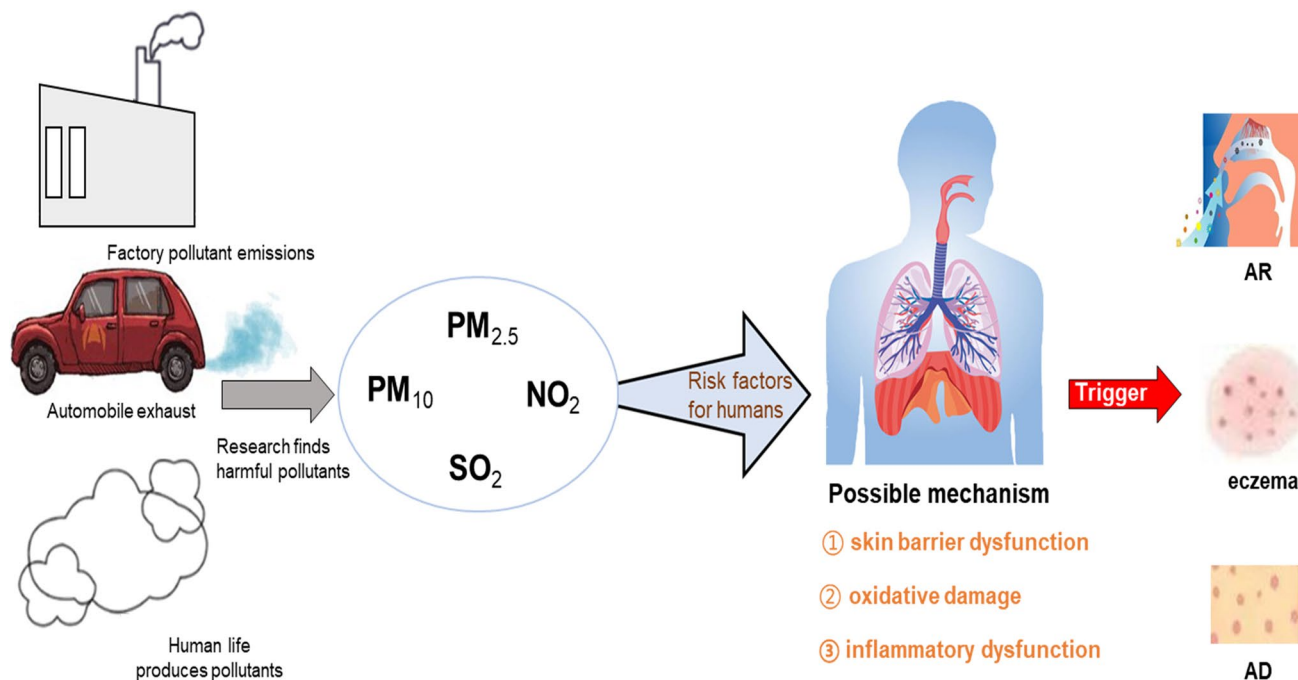 Factory pollutant emissions
Automobile exhaust
Research finds
harmful pollutants
Human life
produces pollutants
PM₂.₅
PM₁₀
NO₂
SO₂
Risk factors
for humans
Possible mechanism
① skin barrier dysfunction
② oxidative damage
③ inflammatory dysfunction
Trigger
AR
eczema
AD